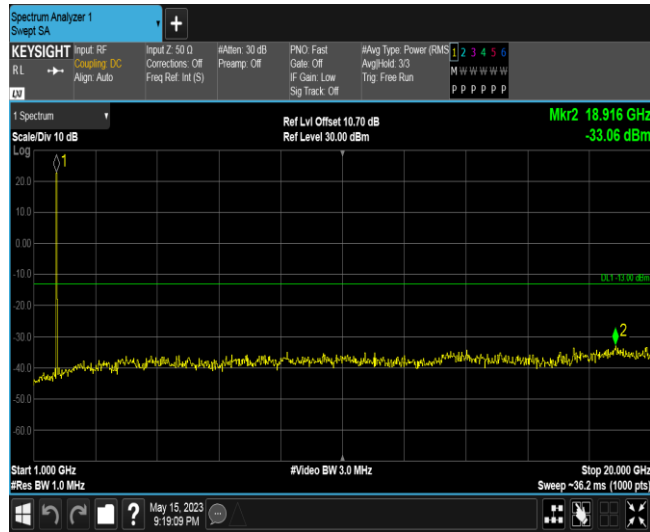 Spectrum Analyzer 1
Swept SA
+
KEYSIGHT Input: RF Input Z: 50 Ω #Atten: 30 dB PNO: Fast #Avg Type: Power (RMS 1 2 3 4 5 6
RL Coupling: DC Corrections: Off Preamp: Off Gate: Off Avg|Hold: 3/3 M W W W W W
Align: Auto Freq Ref: Int (S) IF Gain: Low Trig: Free Run
LXI Sig Track: Off P P P P P P
1 Spectrum Ref Lvl Offset 10.70 dB Mkr2 18.916 GHz
Scale/Div 10 dB Ref Level 30.00 dBm -33.06 dBm
Log
1
20.0
10.0
0.00
-10.0
DL1 -13.00 dBm
-20.0
2
-30.0
-40.0
-50.0
-60.0
Start 1.000 GHz #Video BW 3.0 MHz Stop 20.000 GHz
#Res BW 1.0 MHz Sweep ~36.2 ms (1000 pts)
? May 15, 2023
9:19:09 PM